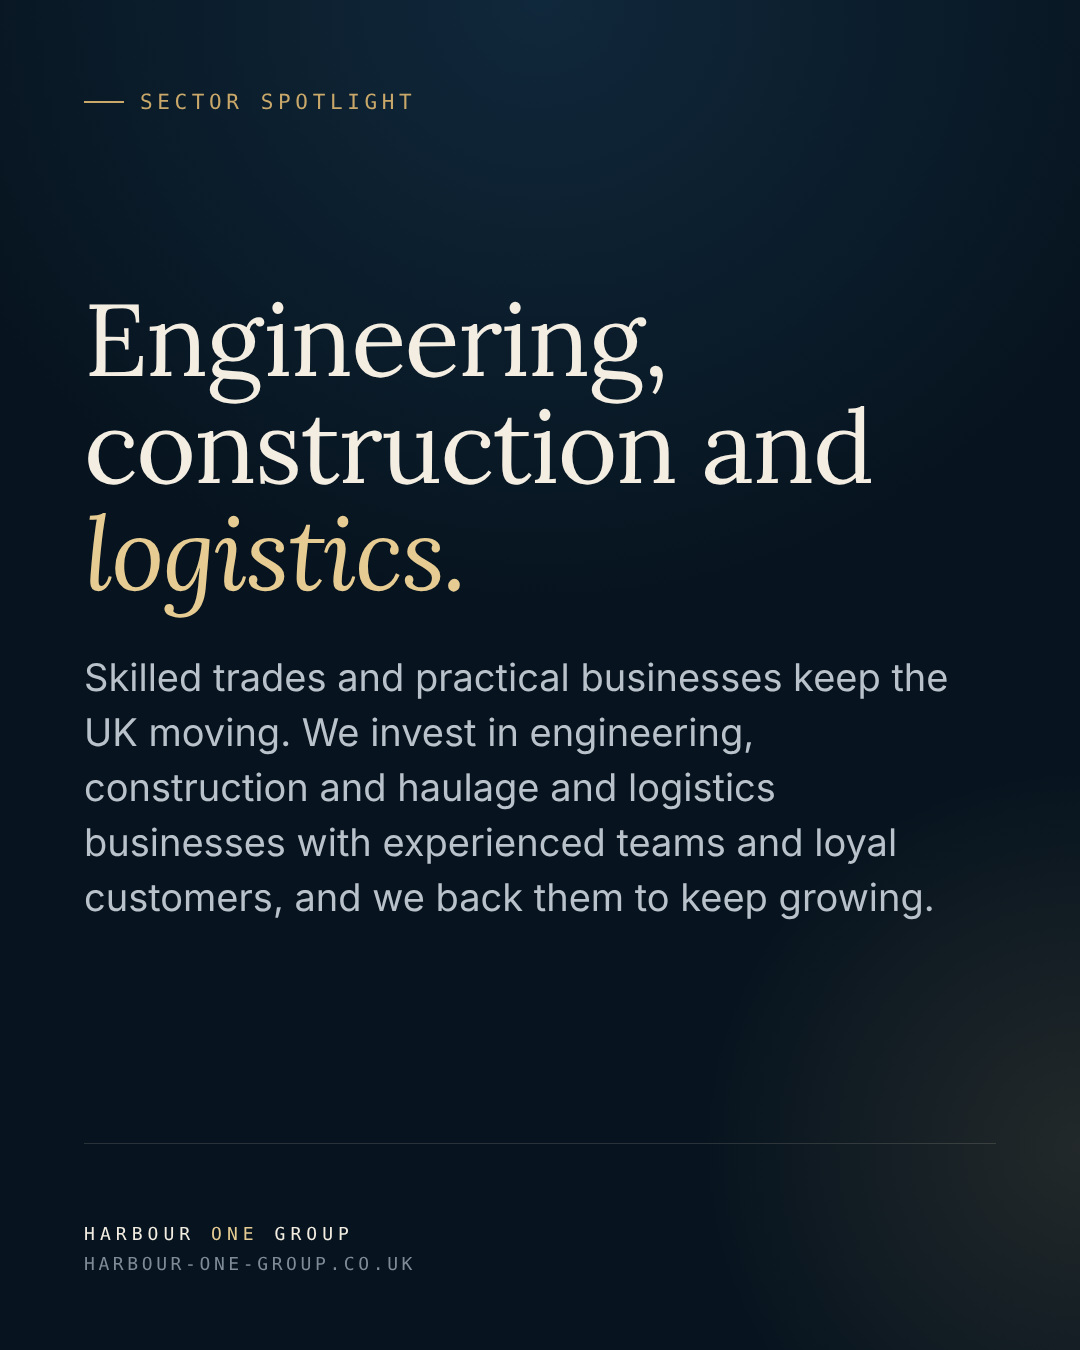 SECTOR SPOTLIGHT
Engineering,
construction and
logistics.
Skilled trades and practical businesses keep the
UK moving. We invest in engineering,
construction and haulage and logistics
businesses with experienced teams and loyal
customers, and we back them to keep growing.
HARBOUR ONE GROUP
HARBOUR-ONE-GROUP.CO.UK